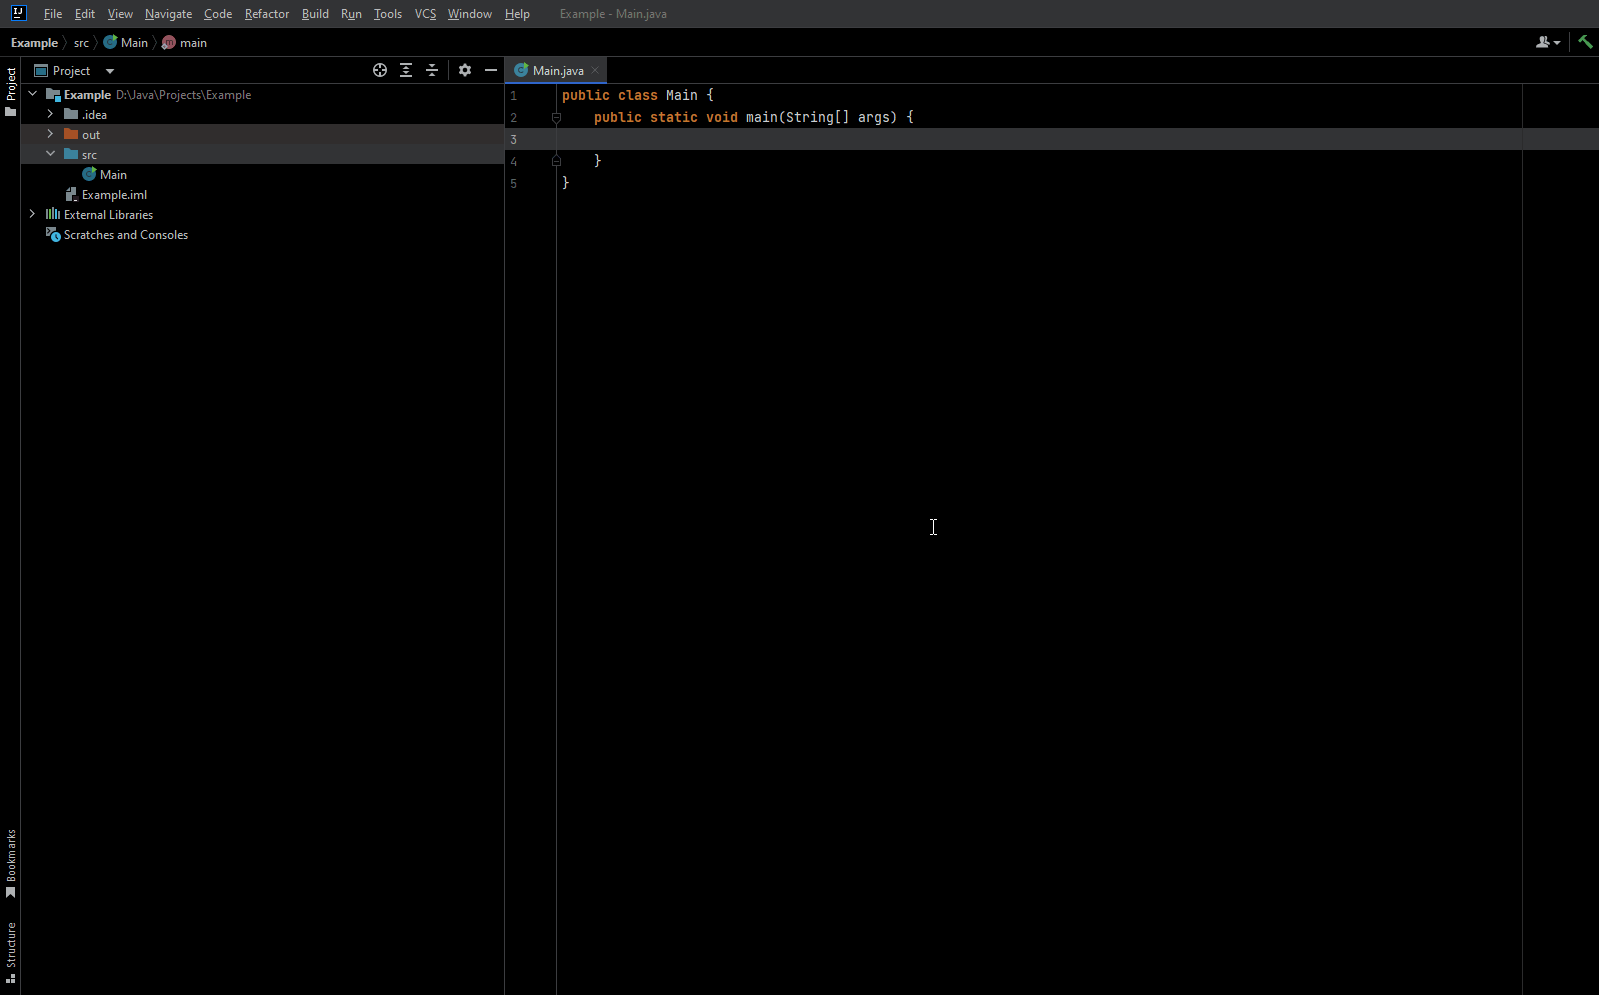 IJ File Edit View Navigate Code Refactor Build Run Tools VCS Window Help Example - Main.java
Example src Main main
Project
Project
Main.java
Example D:\Java\Projects\Example
.idea
out
src
Main
Example.iml
External Libraries
Scratches and Consoles
1 public class Main {
2 public static void main(String[] args) {
3
4 }
5 }
Bookmarks
Structure